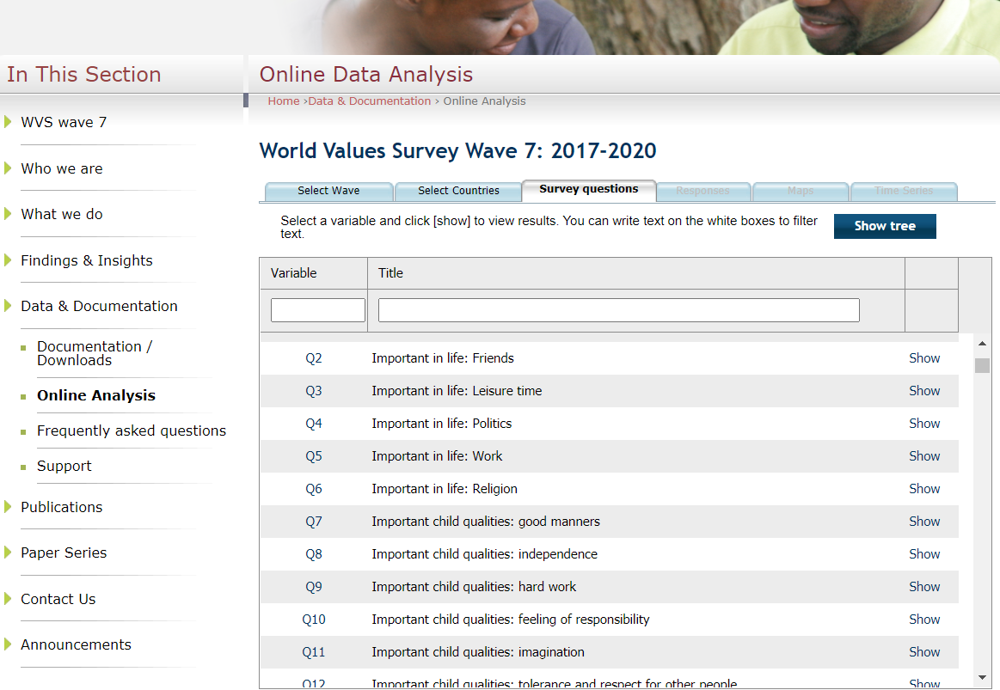 In This Section
WVS wave 7
Who we are
What we do
Findings & Insights
Data & Documentation
Documentation /
Downloads
Online Analysis
Frequently asked questions
Support
Publications
Paper Series
Contact Us
Announcements
Online Data Analysis
Home ›Data & Documentation › Online Analysis
World Values Survey Wave 7: 2017-2020
Select Wave Select Countries Survey questions Responses Maps Time Series
Select a variable and click [show] to view results. You can write text on the white boxes to filter
text.
Show tree
Variable Title
Q2 Important in life: Friends Show
Q3 Important in life: Leisure time Show
Q4 Important in life: Politics Show
Q5 Important in life: Work Show
Q6 Important in life: Religion Show
Q7 Important child qualities: good manners Show
Q8 Important child qualities: independence Show
Q9 Important child qualities: hard work Show
Q10 Important child qualities: feeling of responsibility Show
Q11 Important child qualities: imagination Show
Q12 Important child qualities: tolerance and respect for other people Show